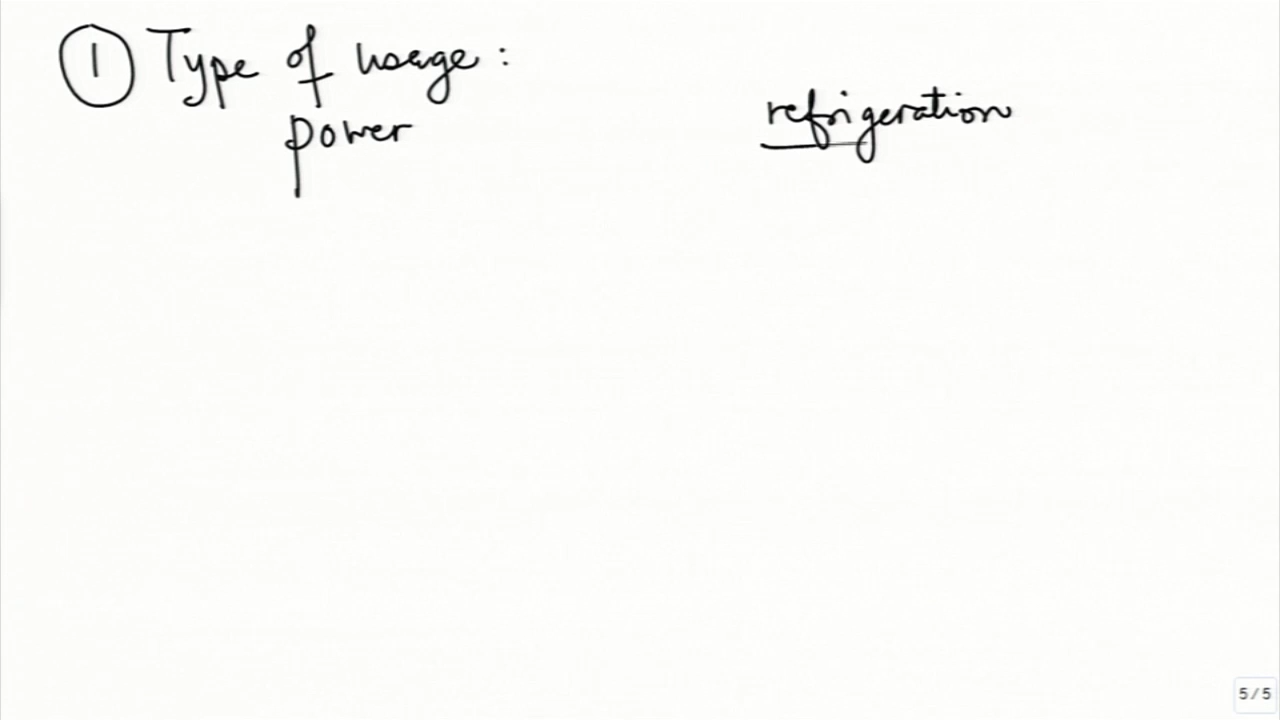 ① Type of usage :
power
refrigeration
5/5